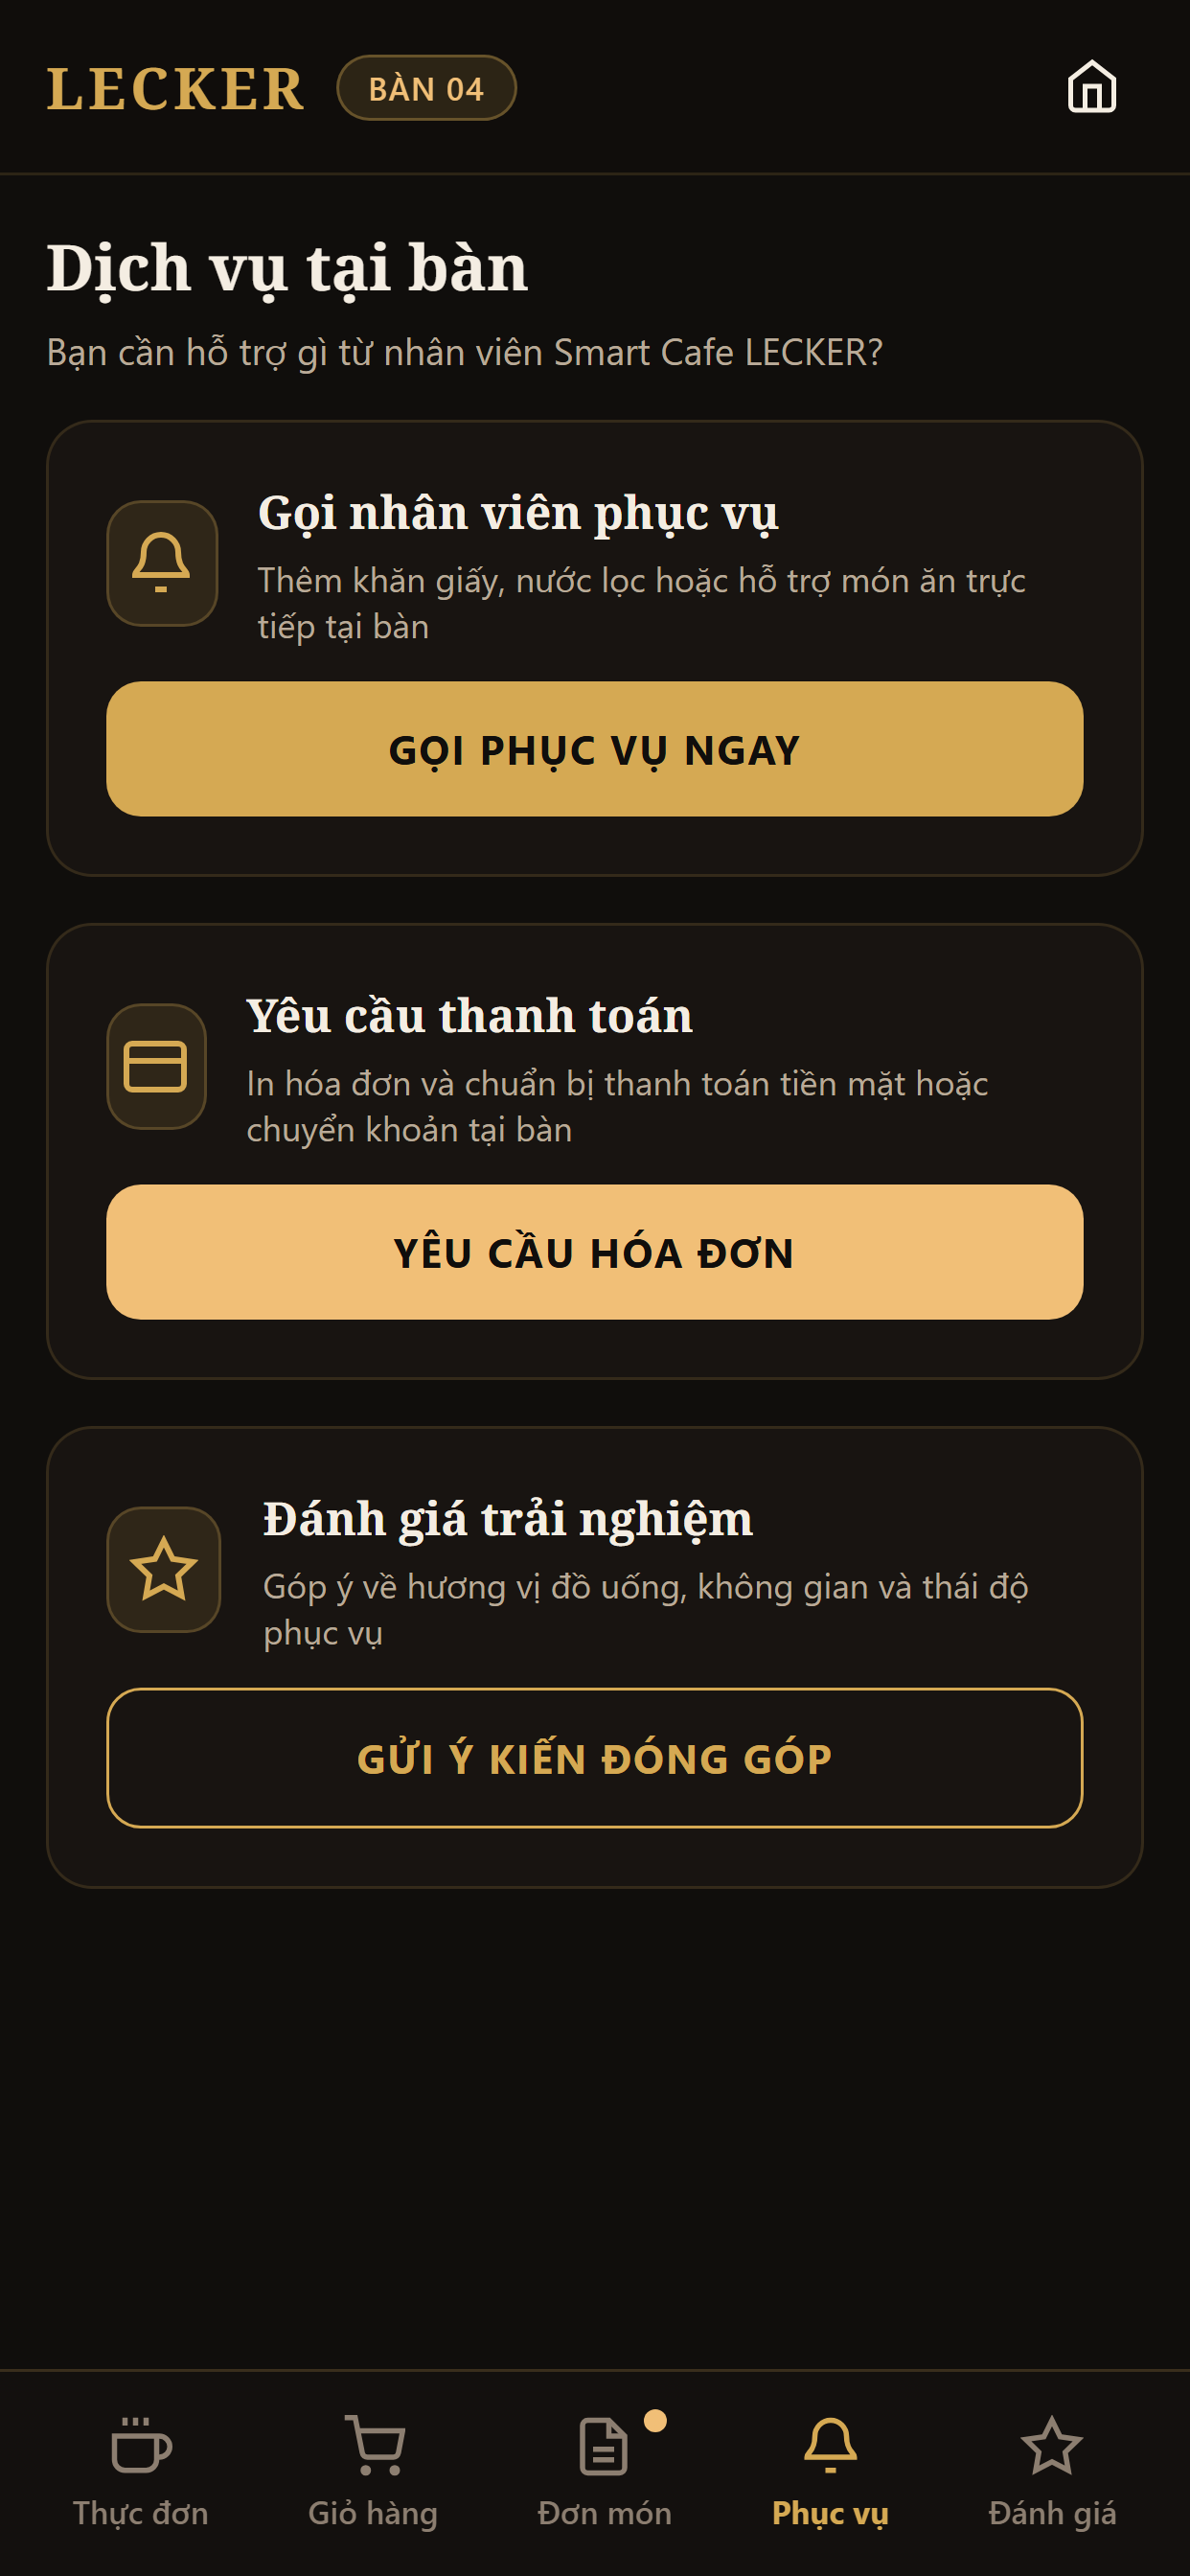 LECKER
BÀN 04
Dịch vụ tại bàn
Bạn cần hỗ trợ gì từ nhân viên Smart Cafe LECKER?
Gọi nhân viên phục vụ
Thêm khăn giấy, nước lọc hoặc hỗ trợ món ăn trực
tiếp tại bàn
GỌI PHỤC VỤ NGAY
Yêu cầu thanh toán
In hóa đơn và chuẩn bị thanh toán tiền mặt hoặc
chuyển khoản tại bàn
YÊU CẦU HÓA ĐƠN
Đánh giá trải nghiệm
Góp ý về hương vị đồ uống, không gian và thái độ
phục vụ
GỬI Ý KIẾN ĐÓNG GÓP
Thực đơn
Giỏ hàng
Đơn món
Phục vụ
Đánh giá